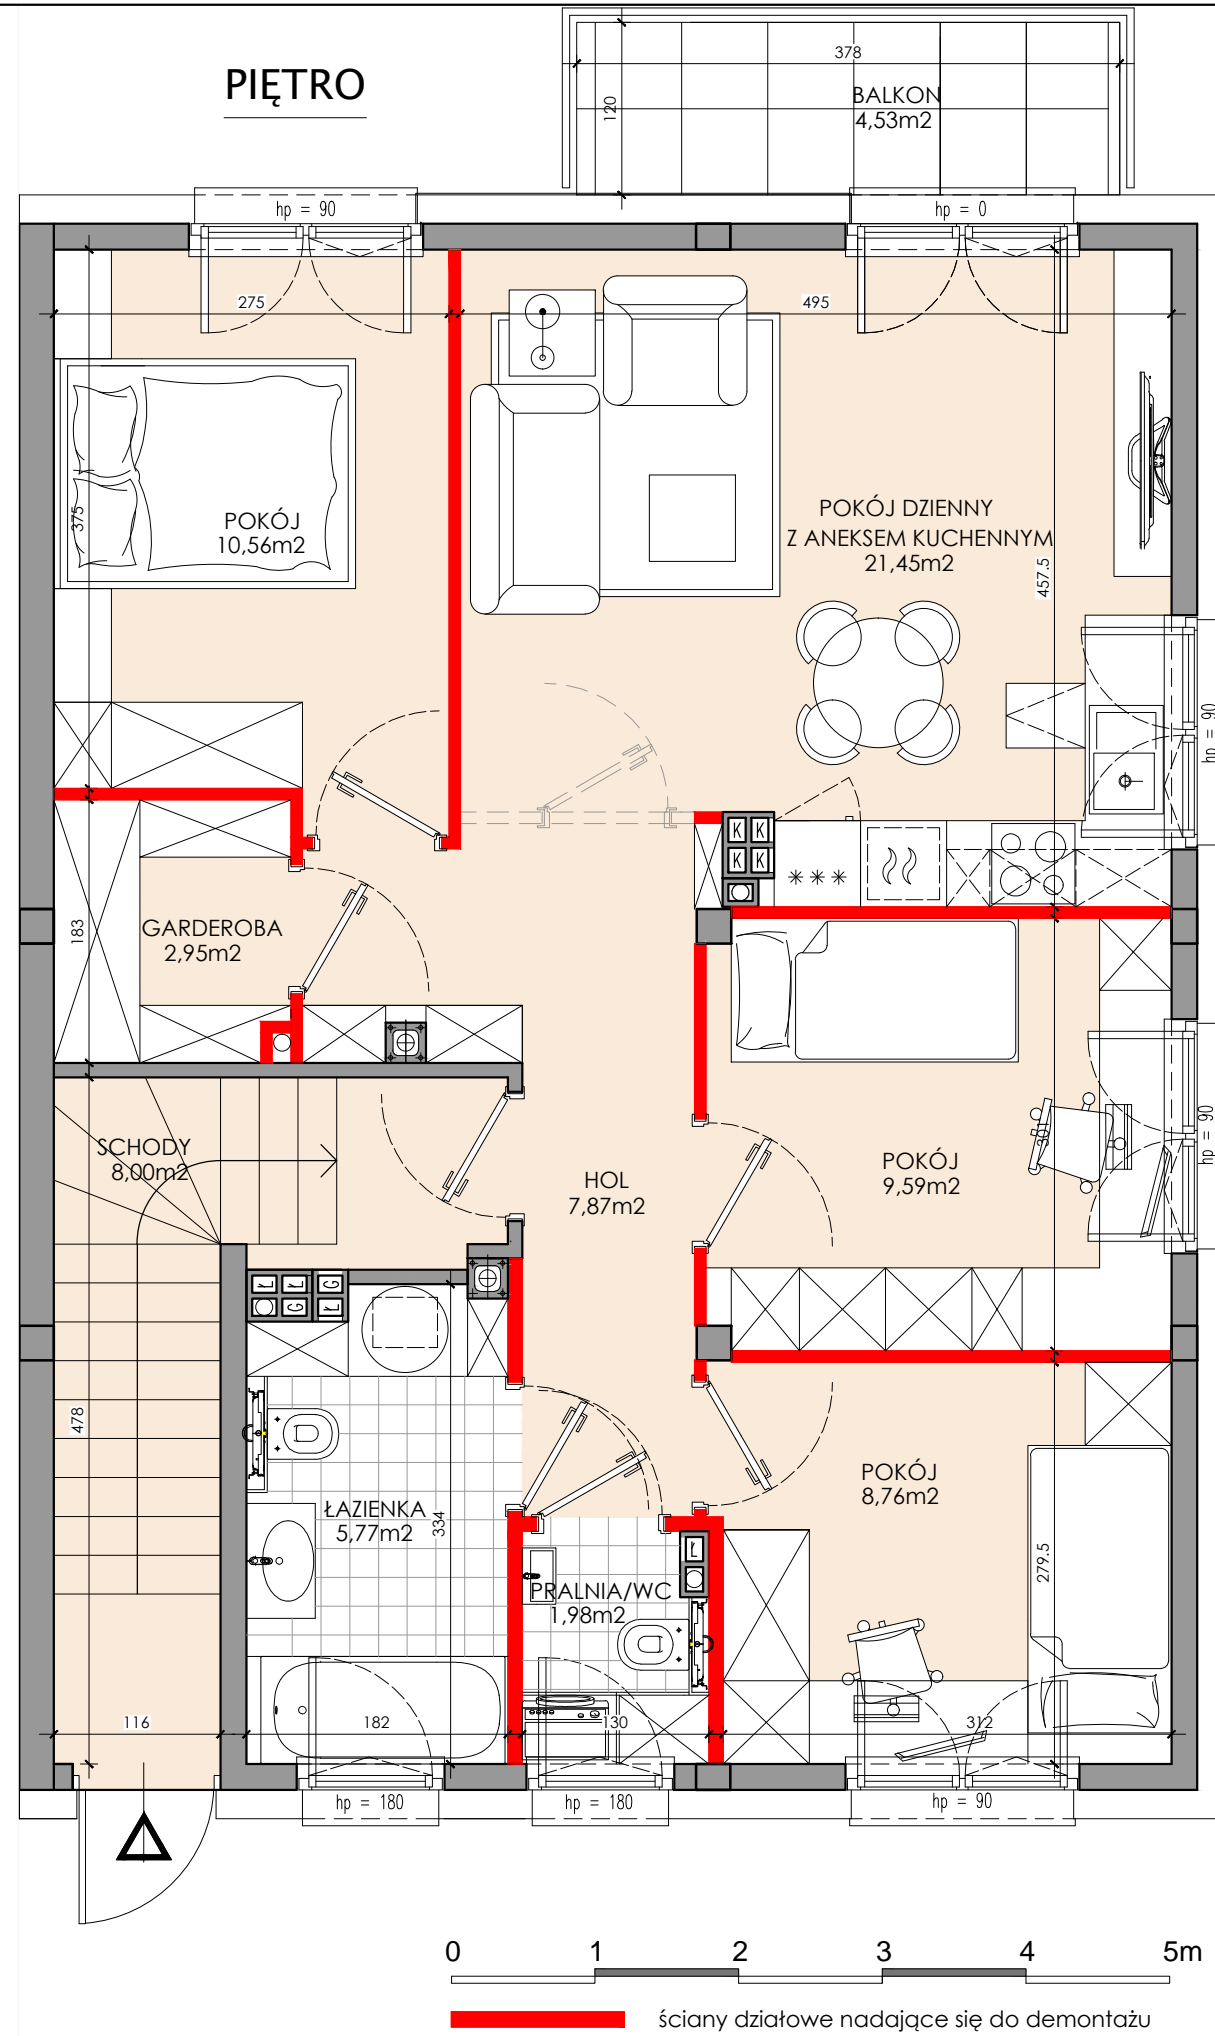 PIĘTRO
378
120
BALKON
4,53m2
hp = 90
hp = 0
275
495
POKÓJ
10,56m2
375
POKÓJ DZIENNY
Z ANEKSEM KUCHENNYM
21,45m2
457.5
hp = 90
K K
K K
GARDEROBA
2,95m2
183
SCHODY
8,00m2
HOL
7,87m2
POKÓJ
9,59m2
301
hp = 90
Ł Ł G
G Ł
478
ŁAZIENKA
5,77m2
334
POKÓJ
8,76m2
279.5
PRALNIA/WC
1,98m2
116
182
130
312
hp = 180
hp = 180
hp = 90
0 1 2 3 4 5m
ściany działowe nadające się do demontażu